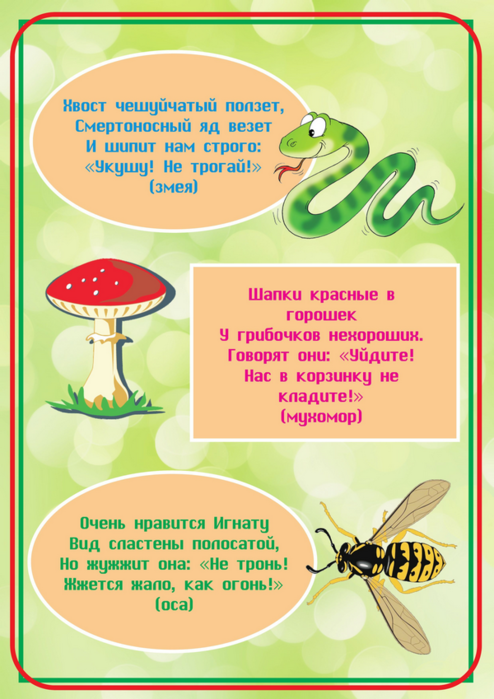 Хвост чешуйчатый ползет,
Смертоносный яд везет
И шипит нам строго:
«Укушу! Не трогай!»
(змея)
Шапки красные в
горошек
У грибочков нехороших.
Говорят они: «Уйдите!
Нас в корзинку не
кладите!»
(мухомор)
Очень нравится Игнату
Вид сластены полосатой,
Но жужжит она: «Не тронь!
Жжется жало, как огонь!»
(оса)